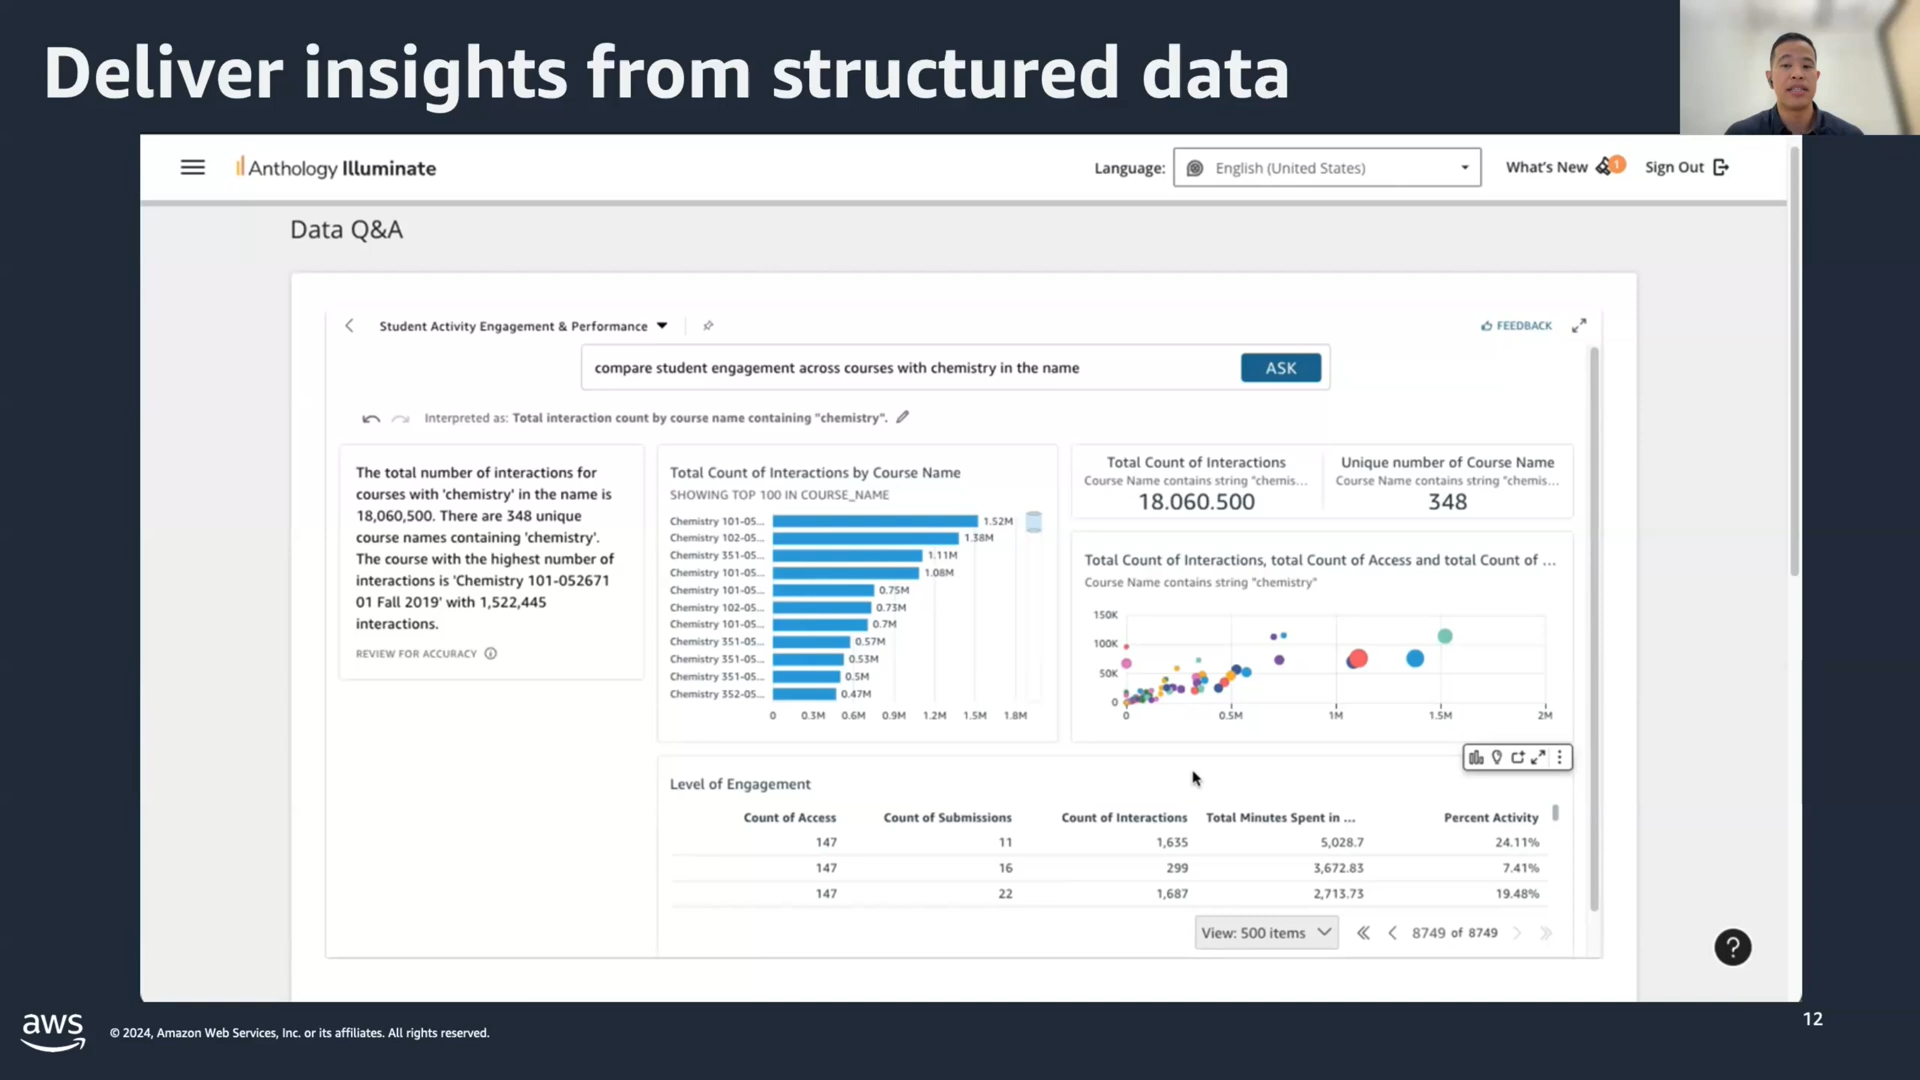 Deliver insights from structured data
Anthology Illuminate
Language:
English (United States)
What's New
1
Sign Out
Data Q&A
Student Activity Engagement & Performance
FEEDBACK
compare student engagement across courses with chemistry in the name
ASK
Interpreted as: Total interaction count by course name containing "chemistry".
The total number of interactions for
courses with 'chemistry' in the name is
18,060,500. There are 348 unique
course names containing 'chemistry'.
The course with the highest number of
interactions is 'Chemistry 101-052671
01 Fall 2019' with 1,522,445
interactions.
REVIEW FOR ACCURACY
Total Count of Interactions by Course Name
SHOWING TOP 100 IN COURSE_NAME
Chemistry 101-05... 1.52M
Chemistry 102-05... 1.38M
Chemistry 351-05... 1.11M
Chemistry 101-05... 1.08M
Chemistry 101-05... 0.75M
Chemistry 102-05... 0.73M
Chemistry 101-05... 0.7M
Chemistry 351-05... 0.57M
Chemistry 351-05... 0.53M
Chemistry 351-05... 0.5M
Chemistry 352-05... 0.47M
0 0.3M 0.6M 0.9M 1.2M 1.5M 1.8M
Total Count of Interactions
Course Name contains string "chemis...
18.060.500
Unique number of Course Name
Course Name contains string "chemis...
348
Total Count of Interactions, total Count of Access and total Count of ...
Course Name contains string "chemistry"
150K
100K
50K
0
0 0.5M 1M 1.5M 2M
Level of Engagement
Count of Access Count of Submissions Count of Interactions Total Minutes Spent in ... Percent Activity
147 11 1,635 5,028.7 24.11%
147 16 299 3,672.83 7.41%
147 22 1,687 2,713.73 19.48%
View: 500 items
8749 of 8749
?
aws
© 2024, Amazon Web Services, Inc. or its affiliates. All rights reserved.
12